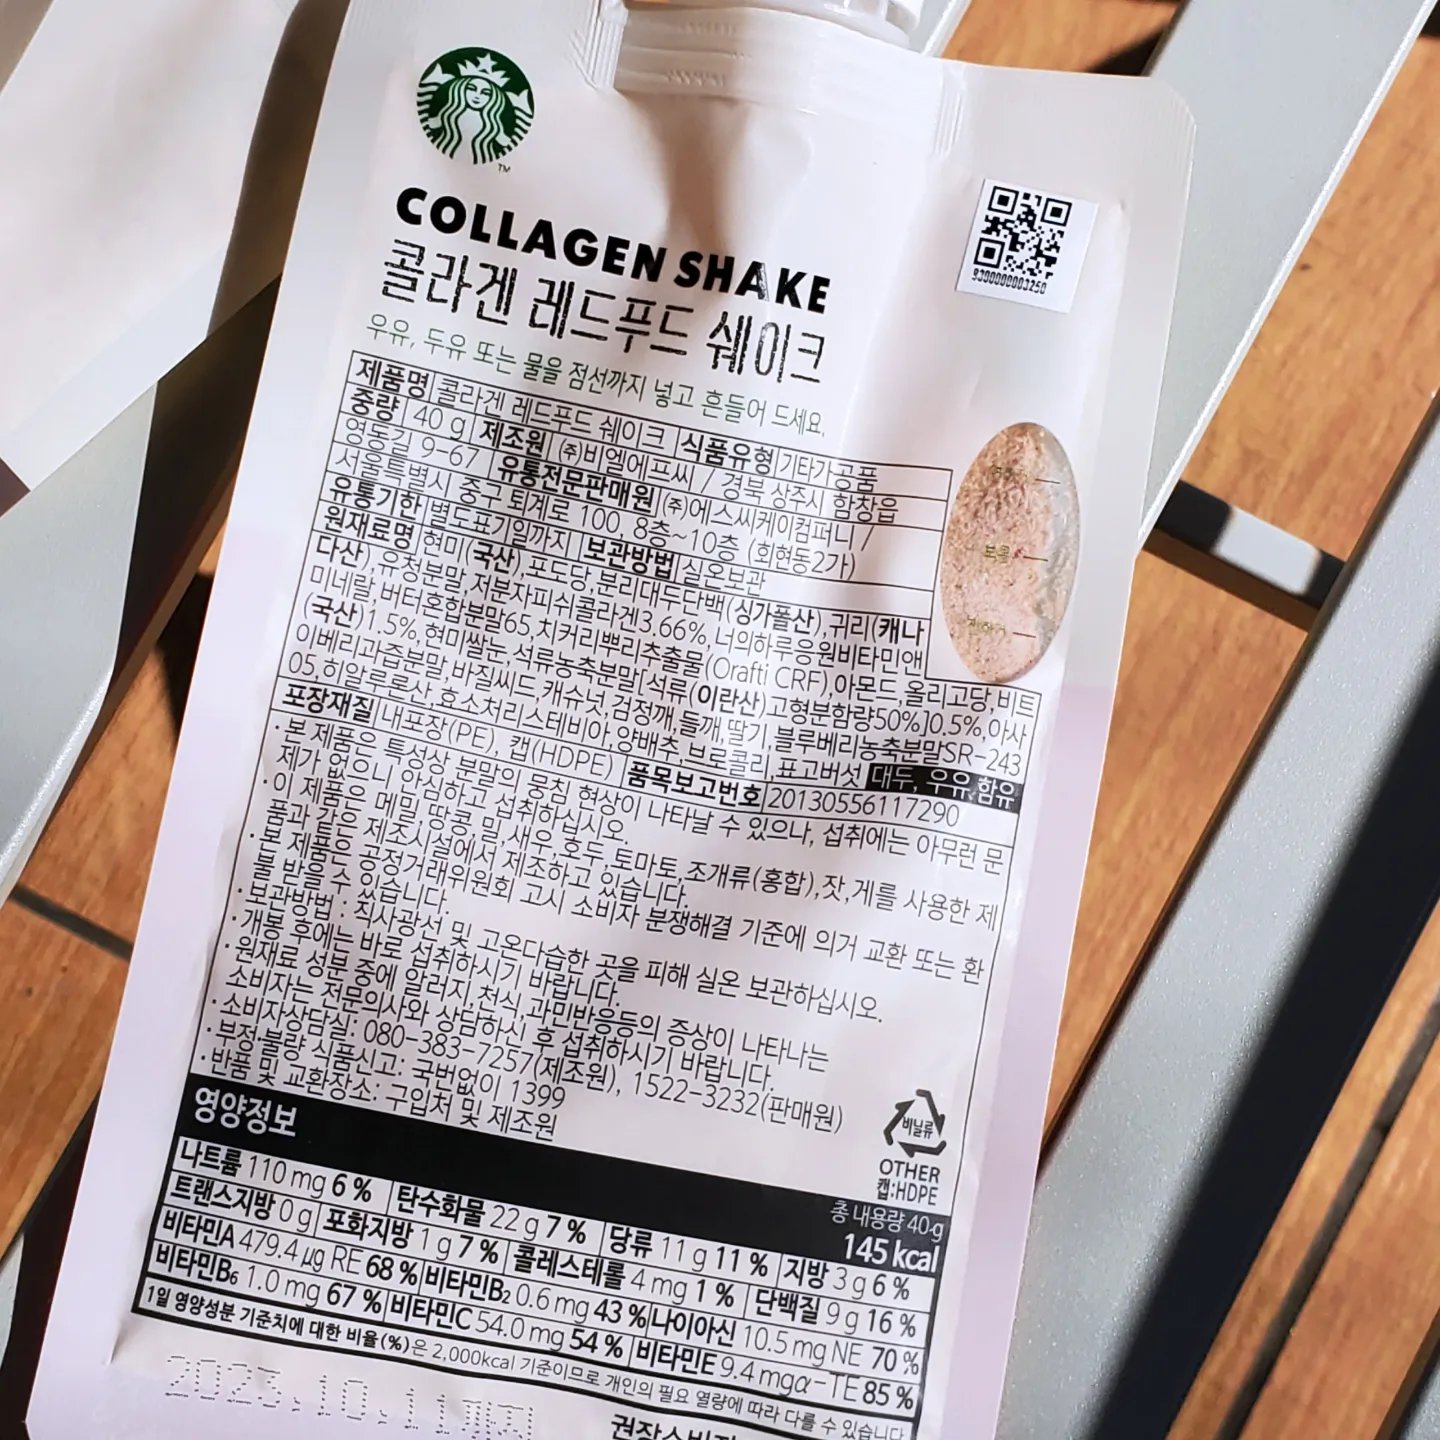 TM
COLLAGEN SHAKE
콜라겐 레드푸드 쉐이크
우유, 두유 또는 물을 점선까지 넣고 흔들어 드세요.
9300000003250
제품명 콜라겐 레드푸드 쉐이크 식품유형 기타가공품
중량 40 g 제조원 (주)비엘에프씨 / 경북 상주시 함창읍
영동길 9-67 유통전문판매원 (주)에스씨케이컴퍼니 /
서울특별시 중구 퇴계로 100, 8층~10층 (회현동2가)
유통기한 별도표기일까지 보관방법 실온보관
원재료명 현미(국산),포도당,분리대두단백(싱가폴산),귀리(캐나
다산),유청분말,저분자피쉬콜라겐3.66%,너의하루응원비타민앤
미네랄,버터혼합분말65,치커리뿌리추출물(Orafti CRF),아몬드,올리고당,비트
(국산)1.5%,현미쌀눈,석류농축분말[석류(이란산)고형분함량50%]0.5%,아사
이베리과즙분말,바질씨드,캐슈넛,검정깨,들깨,딸기,블루베리농축분말SR-243
05,히알루론산,효소처리스테비아,양배추,브로콜리,표고버섯 대두, 우유 함유
포장재질 내포장(PE), 캡(HDPE) 품목보고번호 20130556117290
·본 제품은 특성상 분말의 뭉침 현상이 나타날 수 있으나, 섭취에는 아무런 문
제가 없으니 안심하고 섭취하십시오.
·이 제품은 메밀,땅콩,밀,새우,호두,토마토,조개류(홍합),잣,게를 사용한 제
품과 같은 제조시설에서 제조하고 있습니다.
·본 제품은 공정거래위원회 고시 소비자 분쟁해결 기준에 의거 교환 또는 환
불 받을 수 있습니다.
·보관방법 : 직사광선 및 고온다습한 곳을 피해 실온 보관하십시오.
·개봉 후에는 바로 섭취하시기 바랍니다.
·원재료 성분 중에 알러지,천식,과민반응등의 증상이 나타나는
소비자는 전문의사와 상담하신 후 섭취하시기 바랍니다.
·소비자상담실: 080-383-7257(제조원), 1522-3232(판매원)
·부정·불량 식품신고: 국번없이 1399
·반품 및 교환장소: 구입처 및 제조원
비닐류
OTHER
캡:HDPE
영양정보
총 내용량 40 g
145 kcal
나트륨 110 mg 6 % 탄수화물 22 g 7 % 당류 11 g 11 % 지방 3 g 6 %
트랜스지방 0 g 포화지방 1 g 7 % 콜레스테롤 4 mg 1 % 단백질 9 g 16 %
비타민A 479.4 μg RE 68 % 비타민B2 0.6 mg 43 % 나이아신 10.5 mg NE 70 %
비타민B6 1.0 mg 67 % 비타민C 54.0 mg 54 % 비타민E 9.4 mgα-TE 85 %
1일 영양성분 기준치에 대한 비율(%)은 2,000kcal 기준이므로 개인의 필요 열량에 따라 다를 수 있습니다
2023.10.11까지